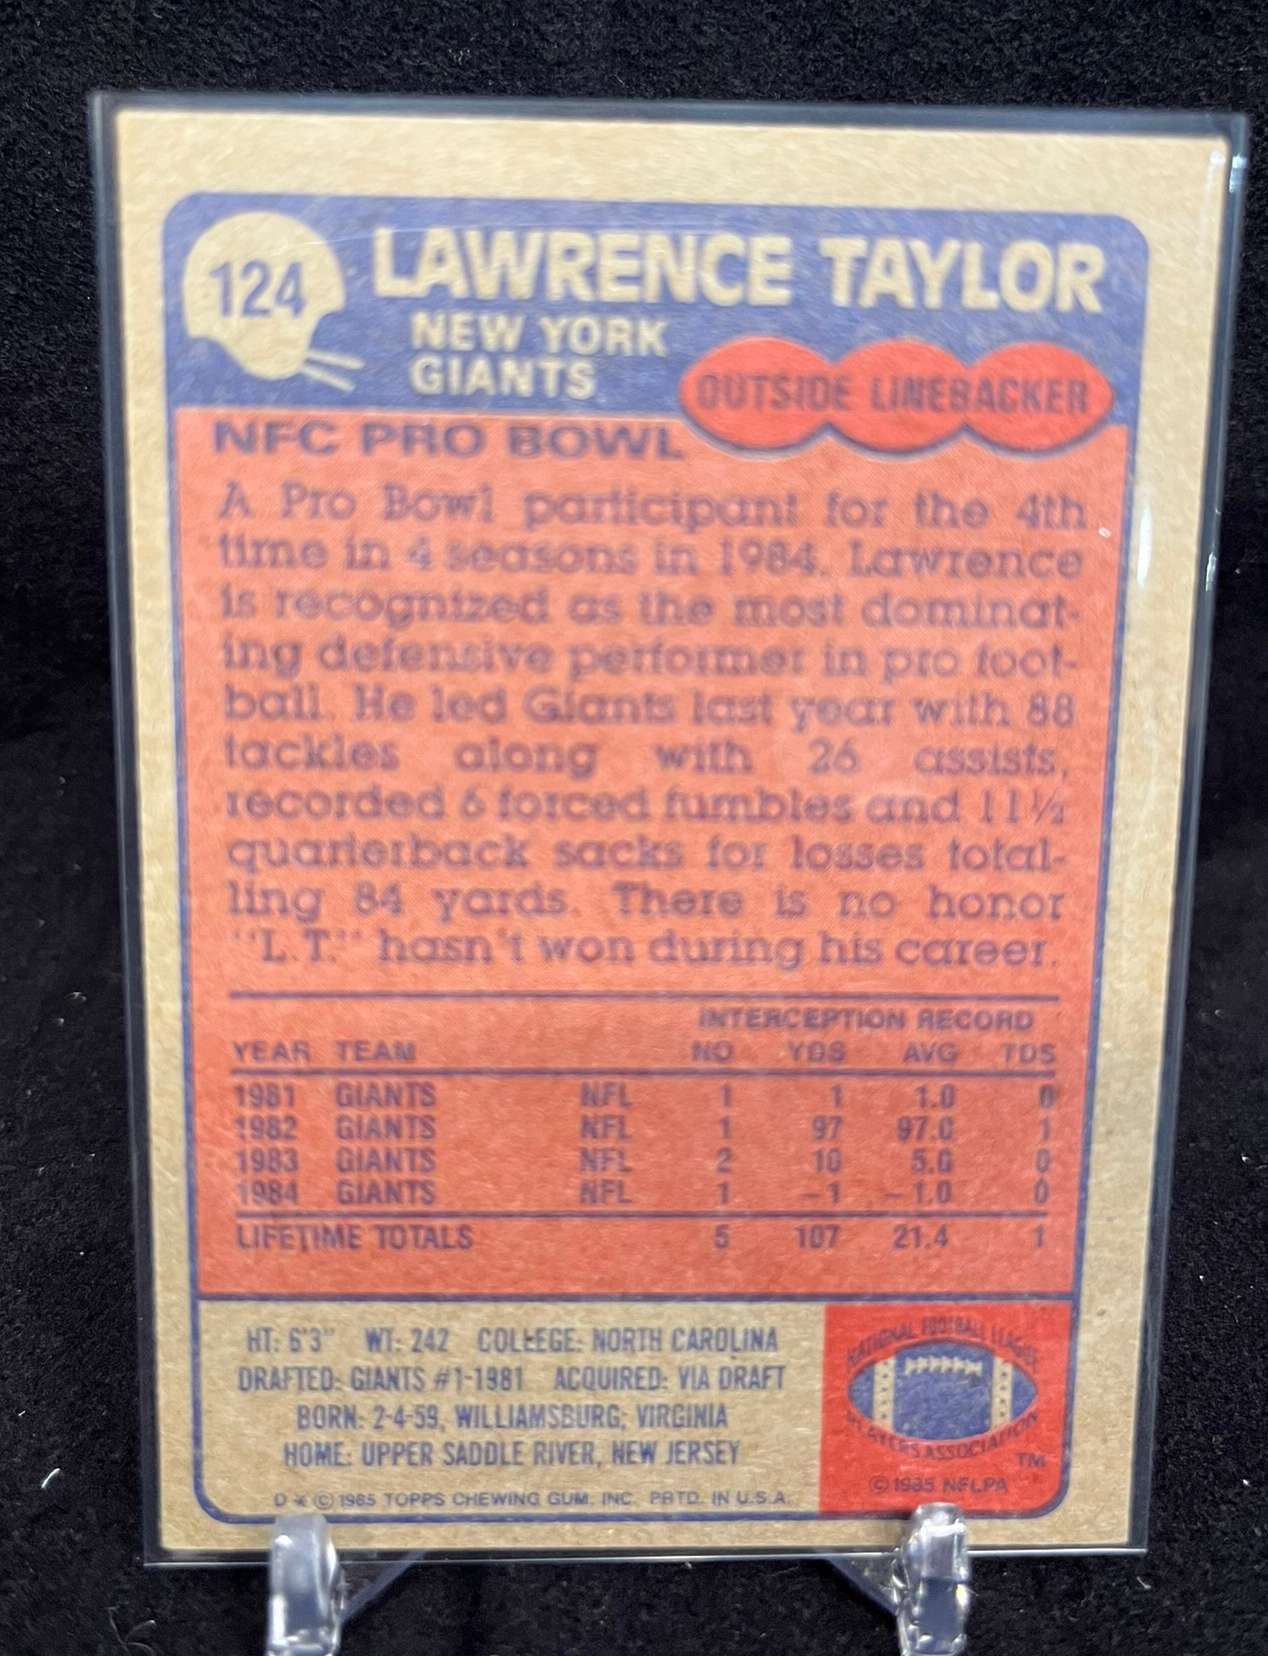 124
LAWRENCE TAYLOR
NEW YORK
GIANTS
OUTSIDE LINEBACKER
NFC PRO BOWL
A Pro Bowl participant for the 4th
time in 4 seasons in 1984. Lawrence
is recognized as the most dominat-
ing defensive performer in pro foot-
ball. He led Giants last year with 88
tackles along with 26 assists,
recorded 6 forced fumbles and 11½
quarterback sacks for losses total-
ling 84 yards. There is no honor
"L.T." hasn't won during his career.
INTERCEPTION RECORD
YEAR TEAM NO YDS AVG TDS
1981 GIANTS NFL 1 1 1.0 0
1982 GIANTS NFL 1 97 97.0 1
1983 GIANTS NFL 2 10 5.0 0
1984 GIANTS NFL 1 –1 –1.0 0
LIFETIME TOTALS 5 107 21.4 1
HT: 6'3" WT: 242 COLLEGE: NORTH CAROLINA
DRAFTED: GIANTS #1-1981 ACQUIRED: VIA DRAFT
BORN: 2-4-59, WILLIAMSBURG, VIRGINIA
HOME: UPPER SADDLE RIVER, NEW JERSEY
D * © 1985 TOPPS CHEWING GUM, INC. PRTD. IN U.S.A.
NATIONAL FOOTBALL LEAGUE
PLAYERS ASSOCIATION
TM
© 1985 NFLPA